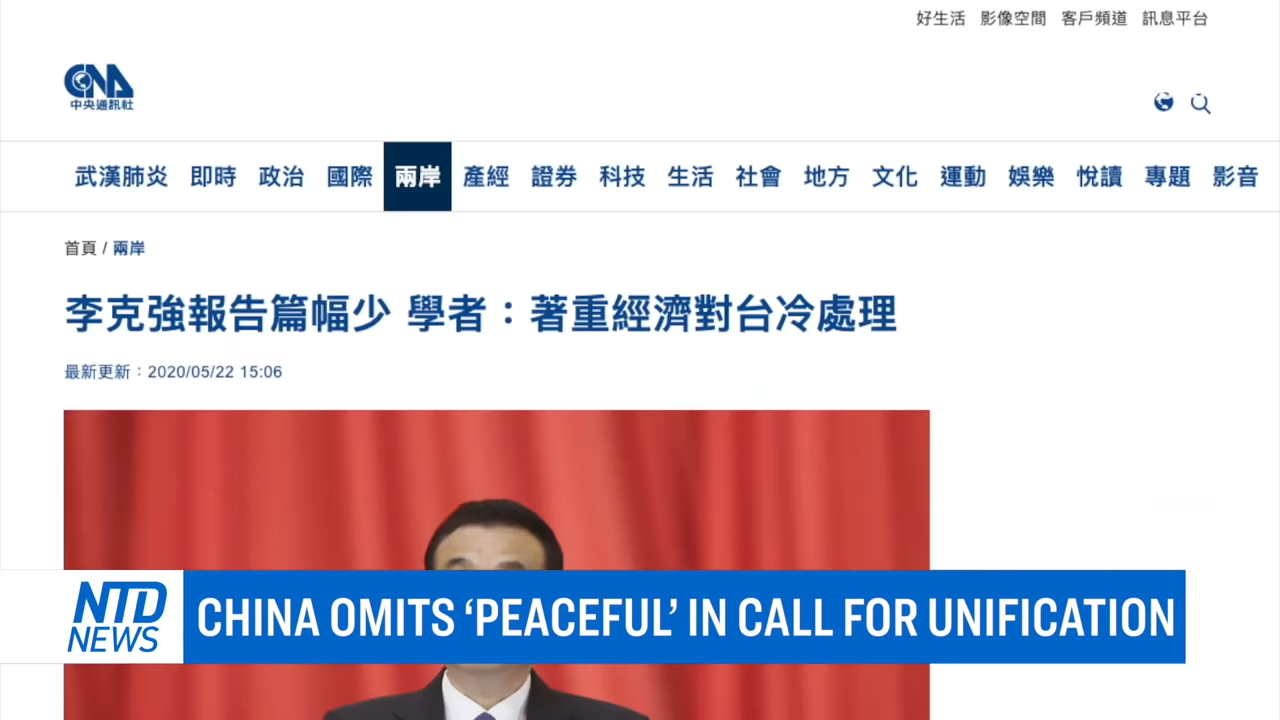 好生活 影像空間 客戶頻道 訊息平台
CNA
中央通訊社
武漢肺炎 即時 政治 國際 兩岸 產經 證券 科技 生活 社會 地方 文化 運動 娛樂 悅讀 專題 影音
首頁 / 兩岸
李克強報告篇幅少 學者：著重經濟對台冷處理
最新更新：2020/05/22 15:06
NTD
NEWS
CHINA OMITS ‘PEACEFUL’ IN CALL FOR UNIFICATION